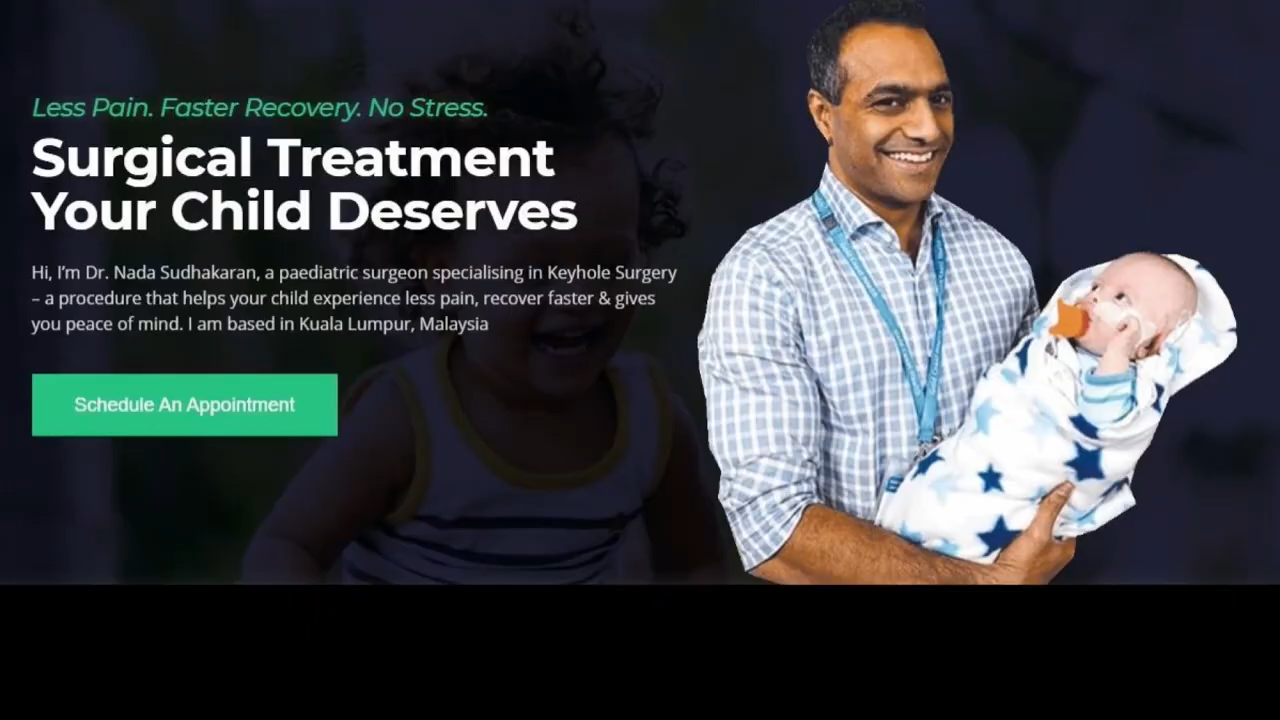 Less Pain. Faster Recovery. No Stress.
Surgical Treatment
Your Child Deserves
Hi, I'm Dr. Nada Sudhakaran, a paediatric surgeon specialising in Keyhole Surgery
– a procedure that helps your child experience less pain, recover faster & gives
you peace of mind. I am based in Kuala Lumpur, Malaysia
Schedule An Appointment